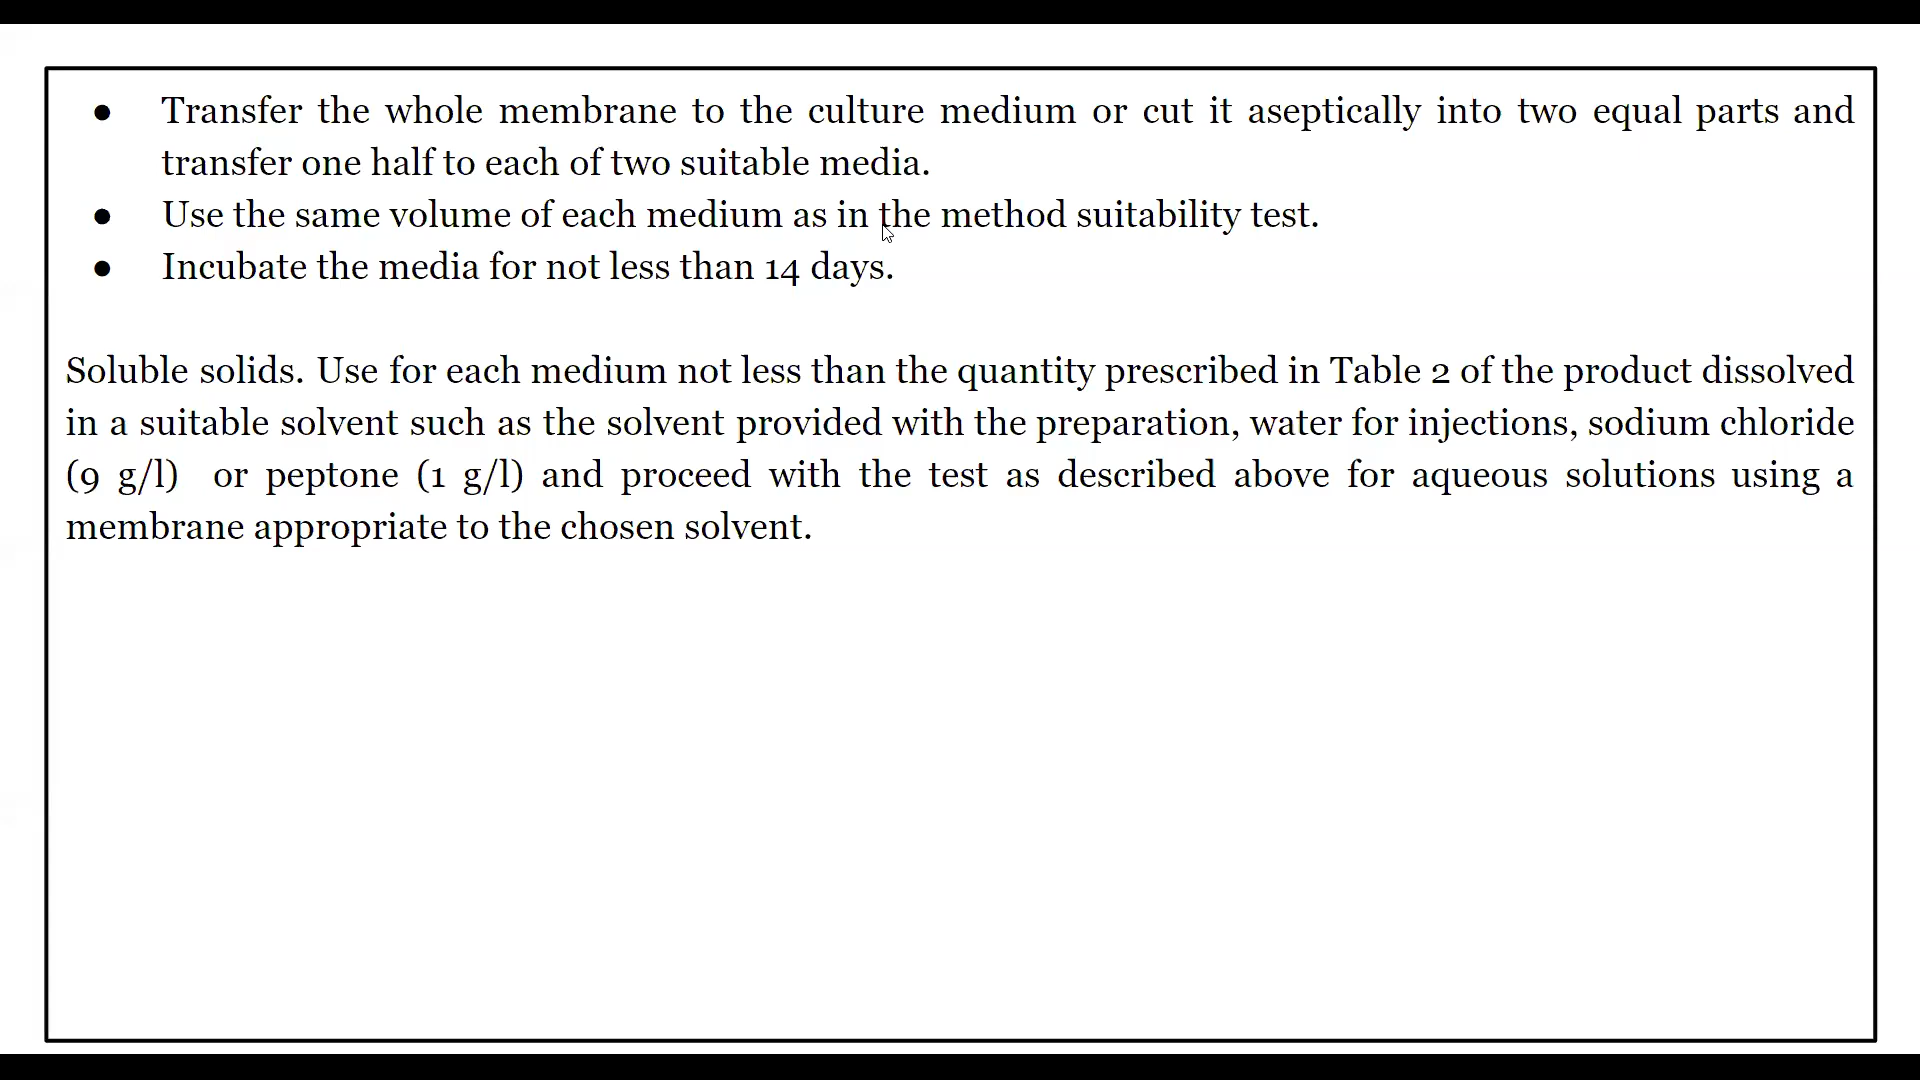 ● Transfer the whole membrane to the culture medium or cut it aseptically into two equal parts and
transfer one half to each of two suitable media.
● Use the same volume of each medium as in the method suitability test.
● Incubate the media for not less than 14 days.
Soluble solids. Use for each medium not less than the quantity prescribed in Table 2 of the product dissolved
in a suitable solvent such as the solvent provided with the preparation, water for injections, sodium chloride
(9 g/l) or peptone (1 g/l) and proceed with the test as described above for aqueous solutions using a
membrane appropriate to the chosen solvent.